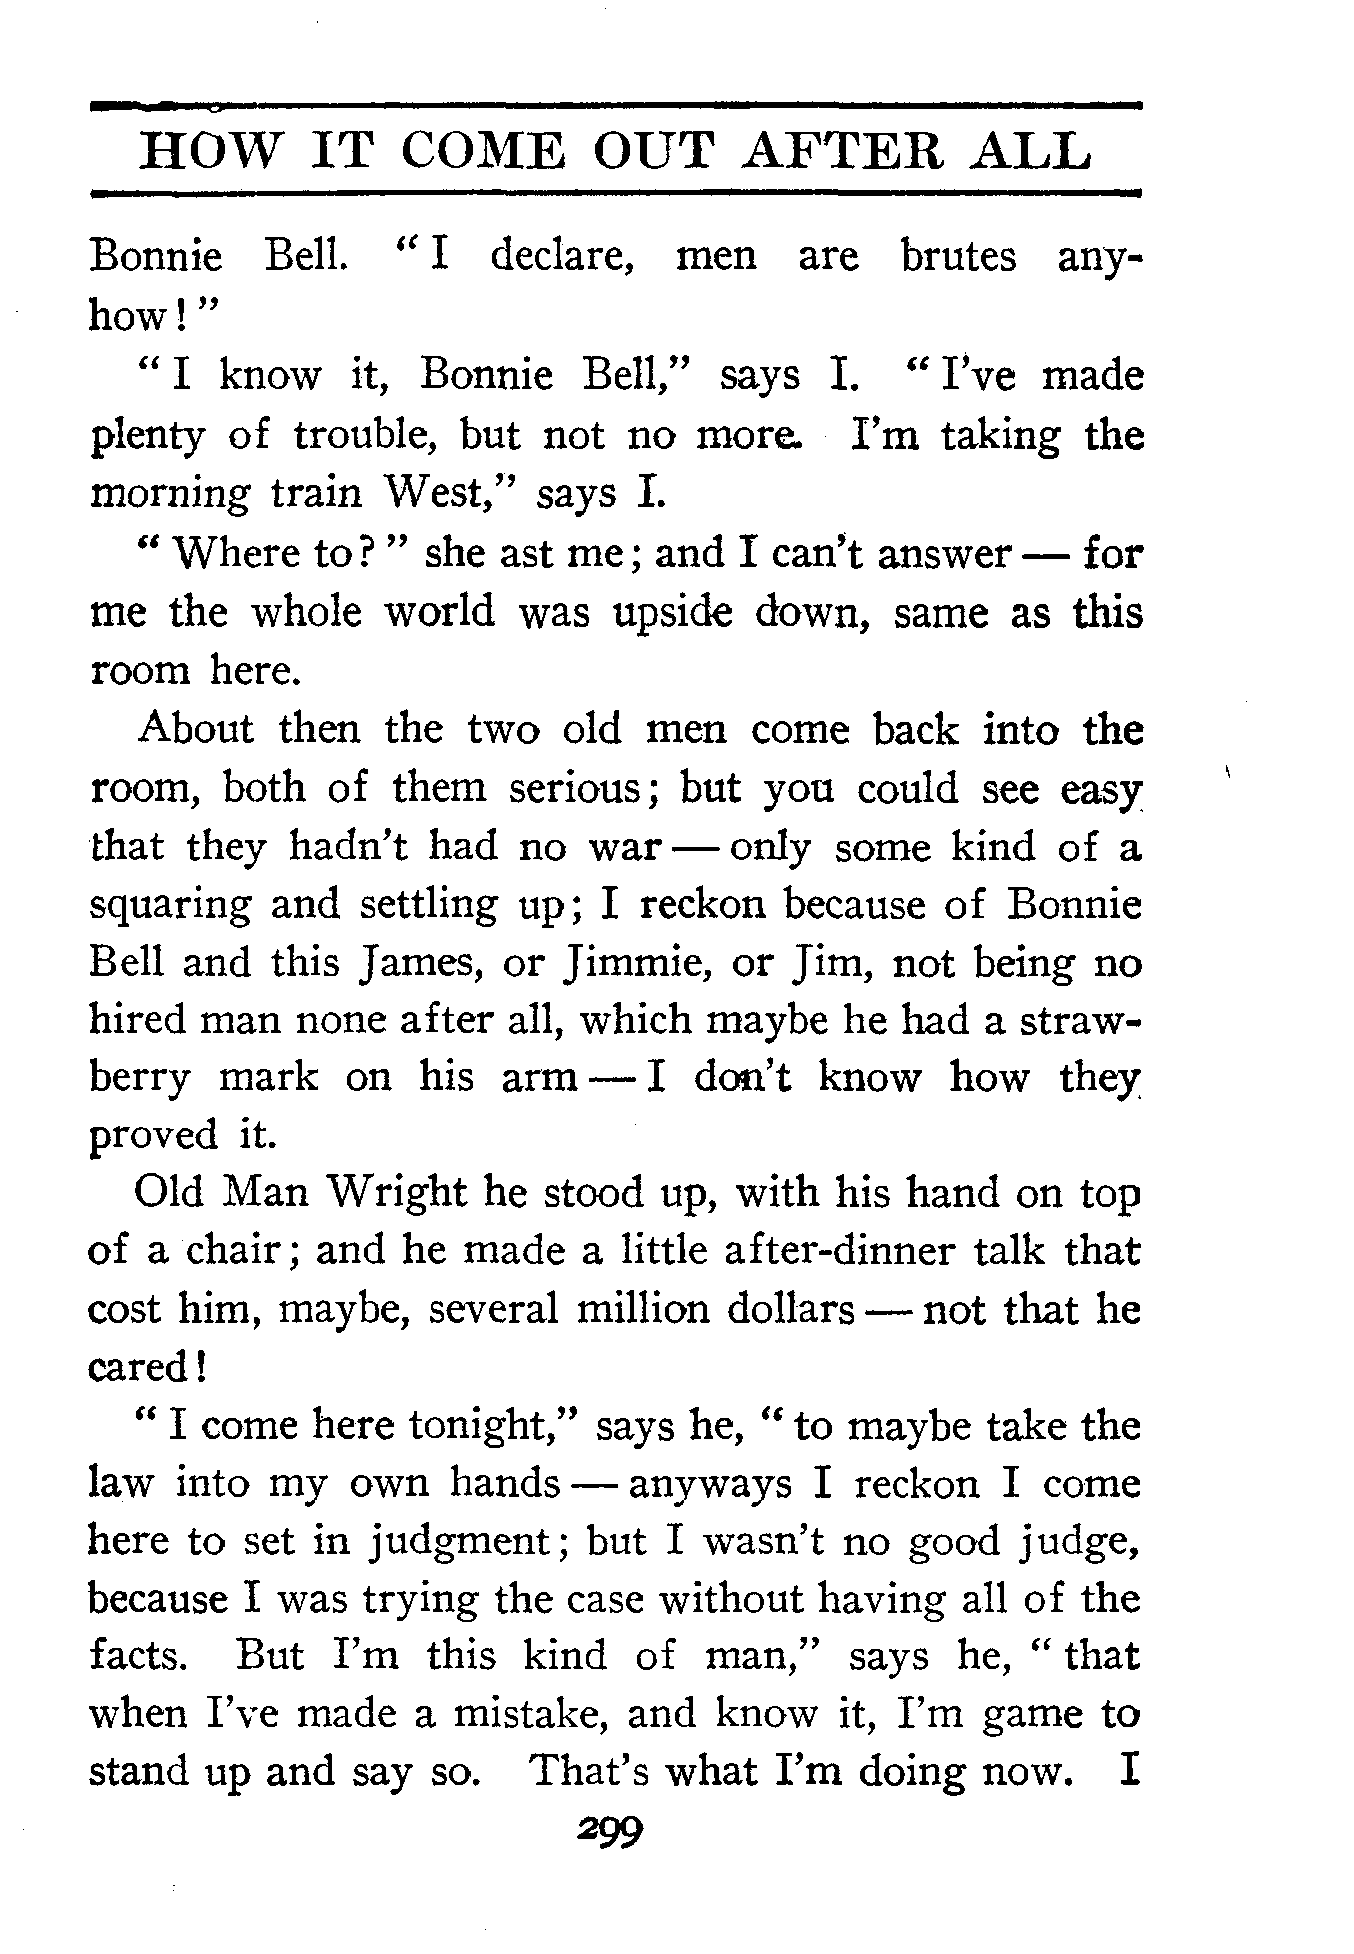 HOW IT COME OUT AFTER ALL
Bonnie Bell. "I declare, men are brutes any-
how!"
"I know it, Bonnie Bell," says I. "I've made
plenty of trouble, but not no more. I'm taking the
morning train West," says I.
"Where to?" she ast me; and I can't answer — for
me the whole world was upside down, same as this
room here.
About then the two old men come back into the
room, both of them serious; but you could see easy
that they hadn't had no war — only some kind of a
squaring and settling up; I reckon because of Bonnie
Bell and this James, or Jimmie, or Jim, not being no
hired man none after all, which maybe he had a straw-
berry mark on his arm — I don't know how they
proved it.
Old Man Wright he stood up, with his hand on top
of a chair; and he made a little after-dinner talk that
cost him, maybe, several million dollars — not that he
cared!
"I come here tonight," says he, "to maybe take the
law into my own hands — anyways I reckon I come
here to set in judgment; but I wasn't no good judge,
because I was trying the case without having all of the
facts. But I'm this kind of man," says he, "that
when I've made a mistake, and know it, I'm game to
stand up and say so. That's what I'm doing now. I
299